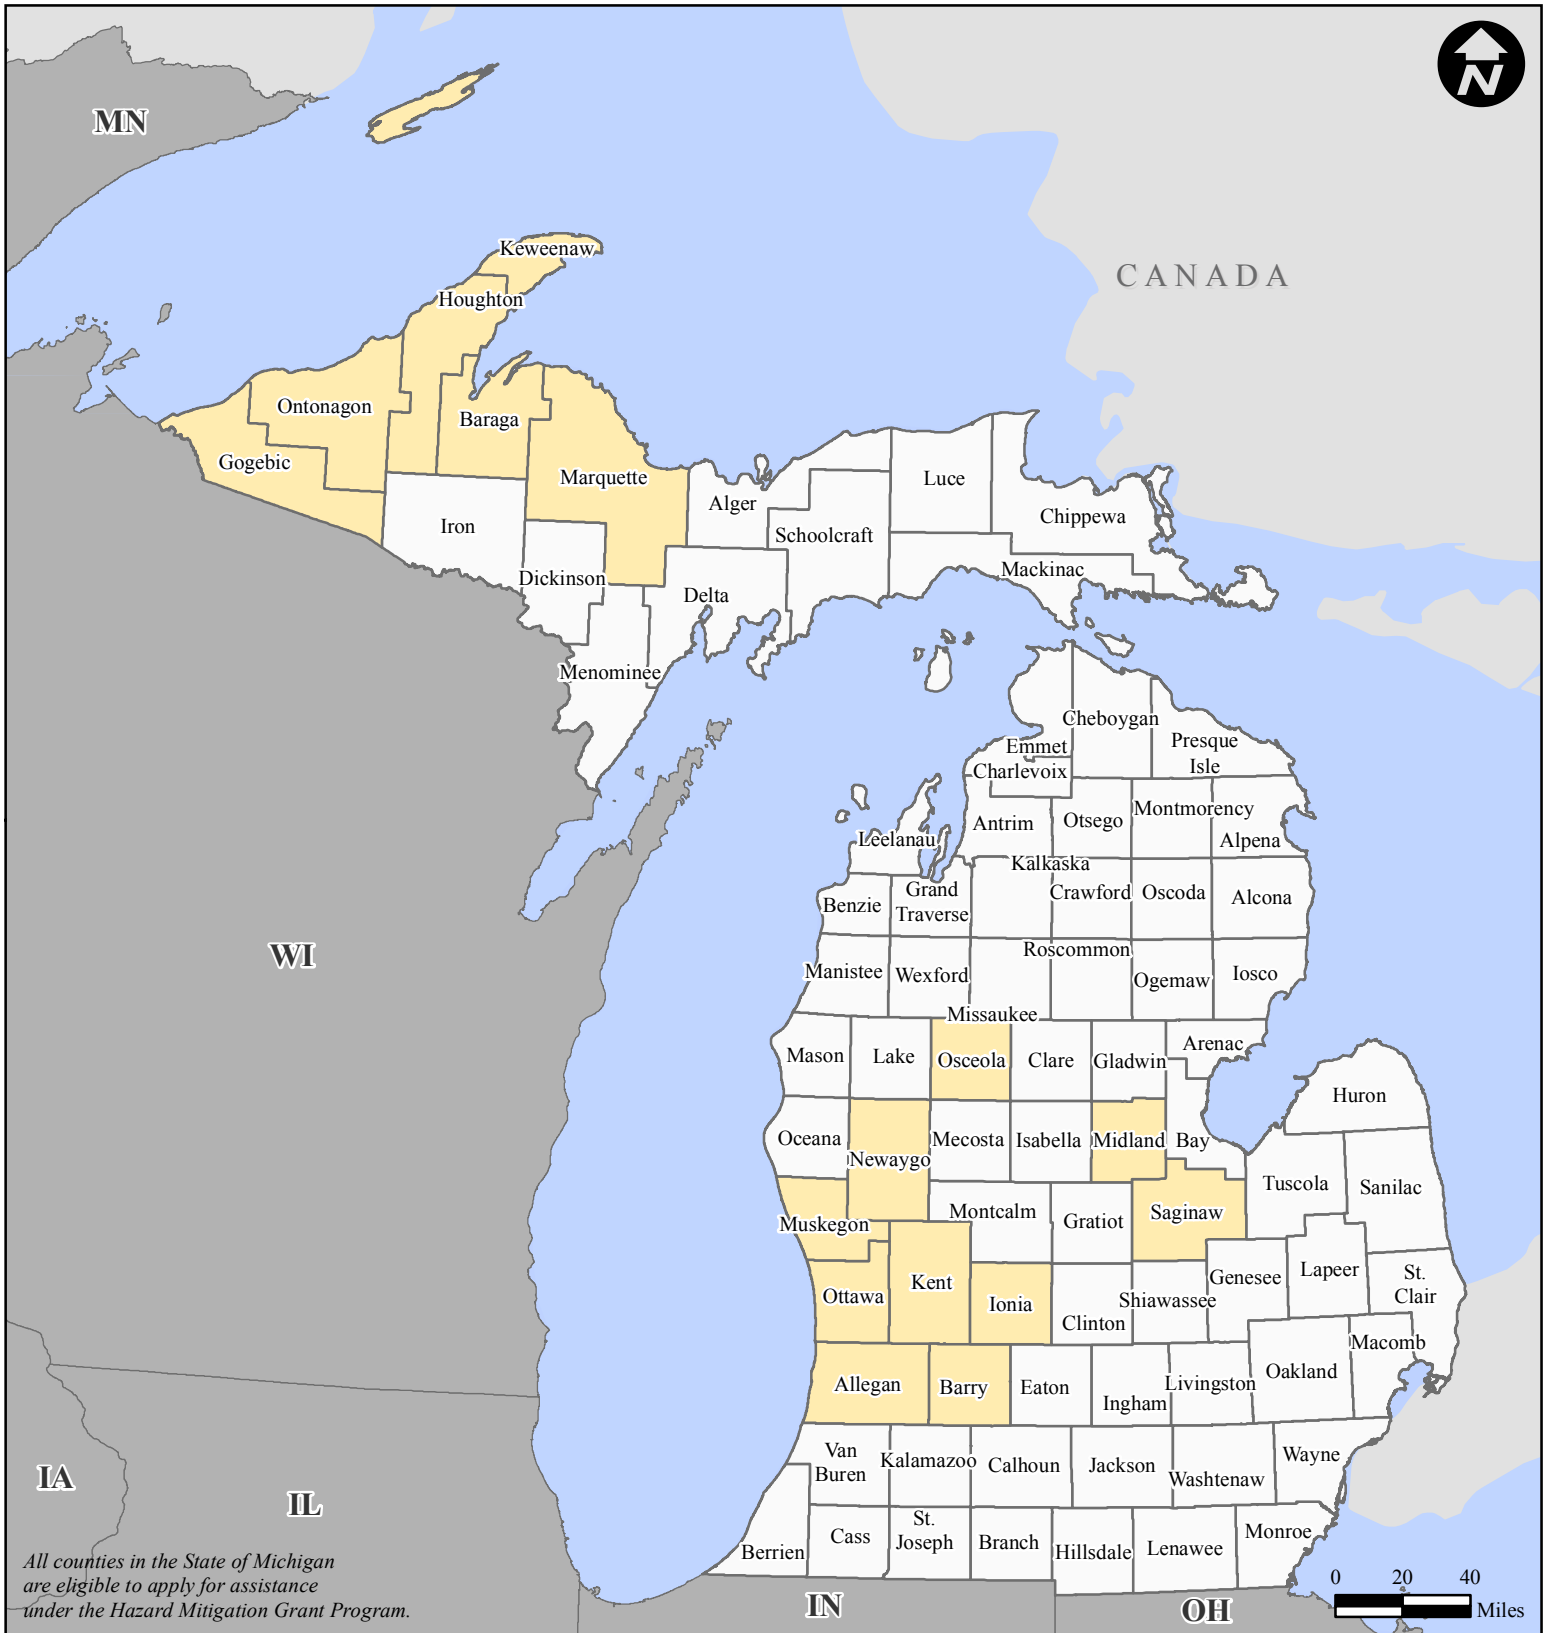 N
MN
CANADA
Keweenaw
Houghton
Ontonagon
Baraga
Gogebic
Marquette
Luce
Alger
Chippewa
Iron
Schoolcraft
Mackinac
Dickinson
Delta
Menominee
Cheboygan
Emmet
Presque
Isle
Charlevoix
Montmorency
Antrim
Otsego
Leelanau
Alpena
Kalkaska
Grand
Traverse
Crawford
Oscoda
Alcona
Benzie
Roscommon
WI
Manistee
Wexford
Ogemaw
Iosco
Missaukee
Mason
Lake
Osceola
Clare
Gladwin
Arenac
Huron
Oceana
Newaygo
Mecosta
Isabella
Midland
Bay
Tuscola
Sanilac
Muskegon
Montcalm
Gratiot
Saginaw
Ottawa
Kent
Ionia
Clinton
Shiawassee
Genesee
Lapeer
St.
Clair
Macomb
Allegan
Barry
Eaton
Ingham
Livingston
Oakland
Van
Buren
Kalamazoo
Calhoun
Jackson
Washtenaw
Wayne
IA
IL
Berrien
Cass
St.
Joseph
Branch
Hillsdale
Lenawee
Monroe
All counties in the State of Michigan
are eligible to apply for assistance
under the Hazard Mitigation Grant Program.
IN
OH
0 20 40
Miles